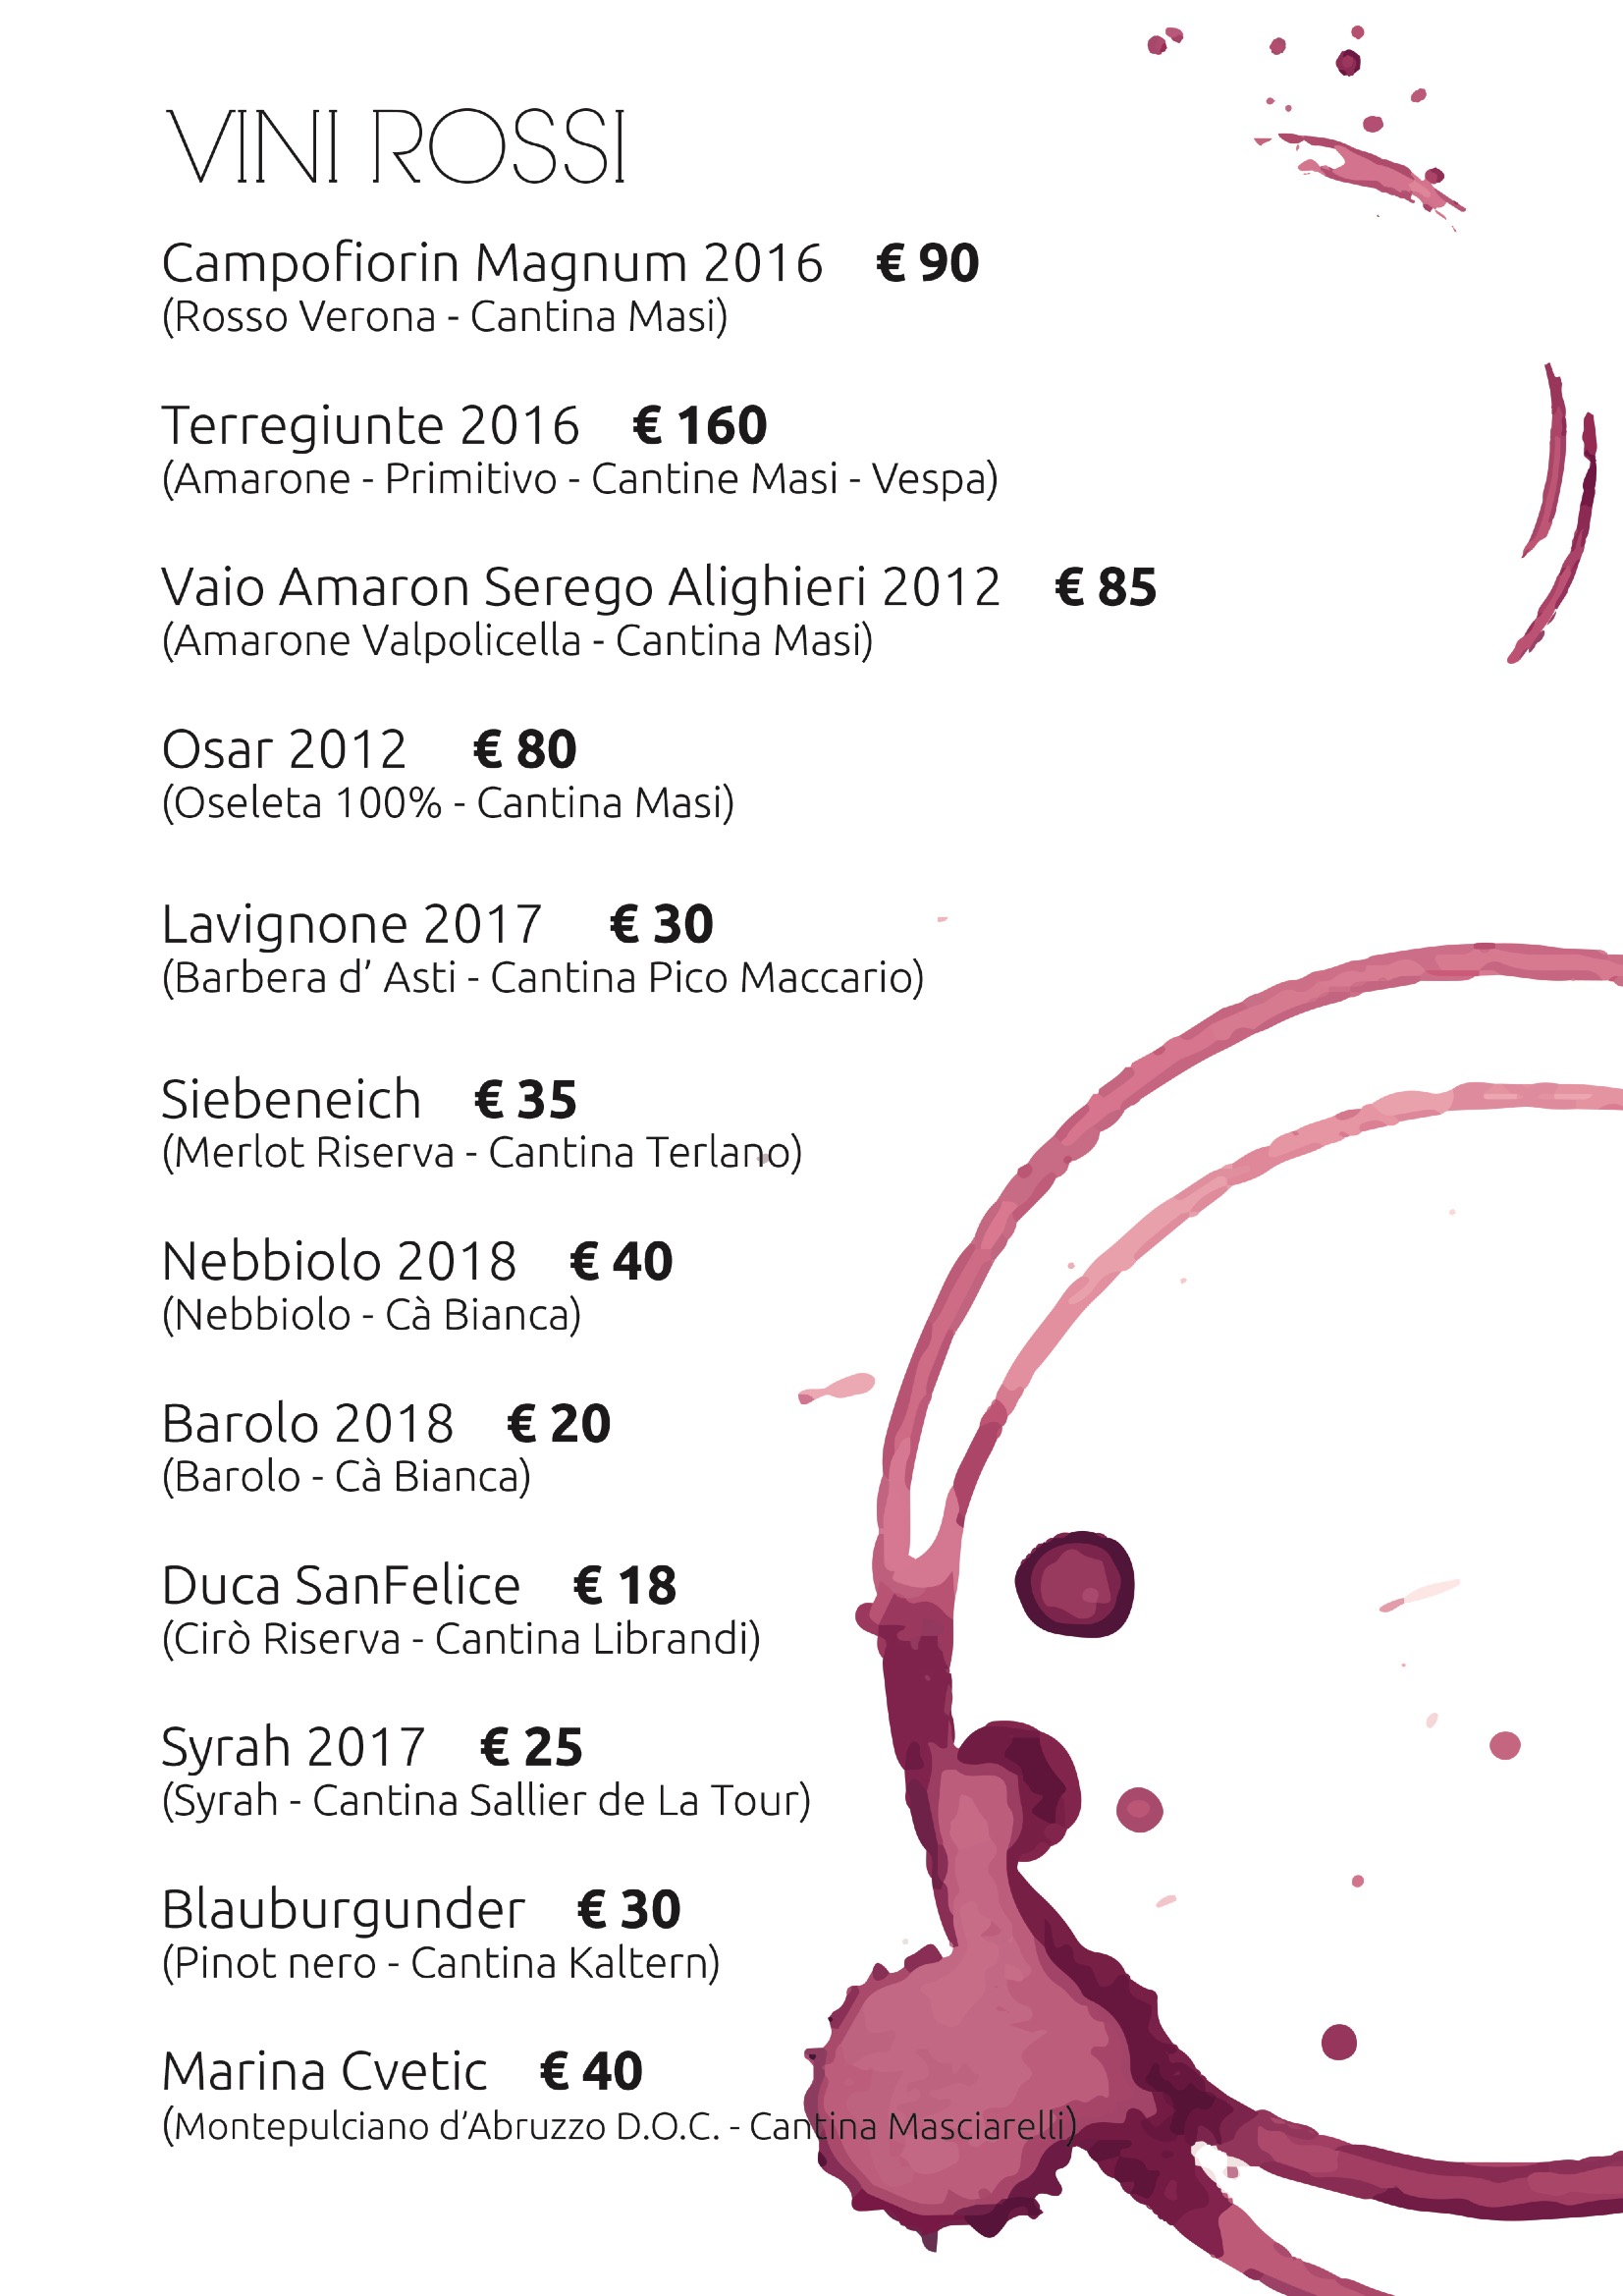 VINI ROSSI
Campofiorin Magnum 2016 € 90
(Rosso Verona - Cantina Masi)
Terregiunte 2016 € 160
(Amarone - Primitivo - Cantine Masi - Vespa)
Vaio Amaron Serego Alighieri 2012 € 85
(Amarone Valpolicella - Cantina Masi)
Osar 2012 € 80
(Oseleta 100% - Cantina Masi)
Lavignone 2017 € 30
(Barbera d’ Asti - Cantina Pico Maccario)
Siebeneich € 35
(Merlot Riserva - Cantina Terlano)
Nebbiolo 2018 € 40
(Nebbiolo - Cà Bianca)
Barolo 2018 € 20
(Barolo - Cà Bianca)
Duca SanFelice € 18
(Cirò Riserva - Cantina Librandi)
Syrah 2017 € 25
(Syrah - Cantina Sallier de La Tour)
Blauburgunder € 30
(Pinot nero - Cantina Kaltern)
Marina Cvetic € 40
(Montepulciano d’Abruzzo D.O.C. - Cantina Masciarelli)